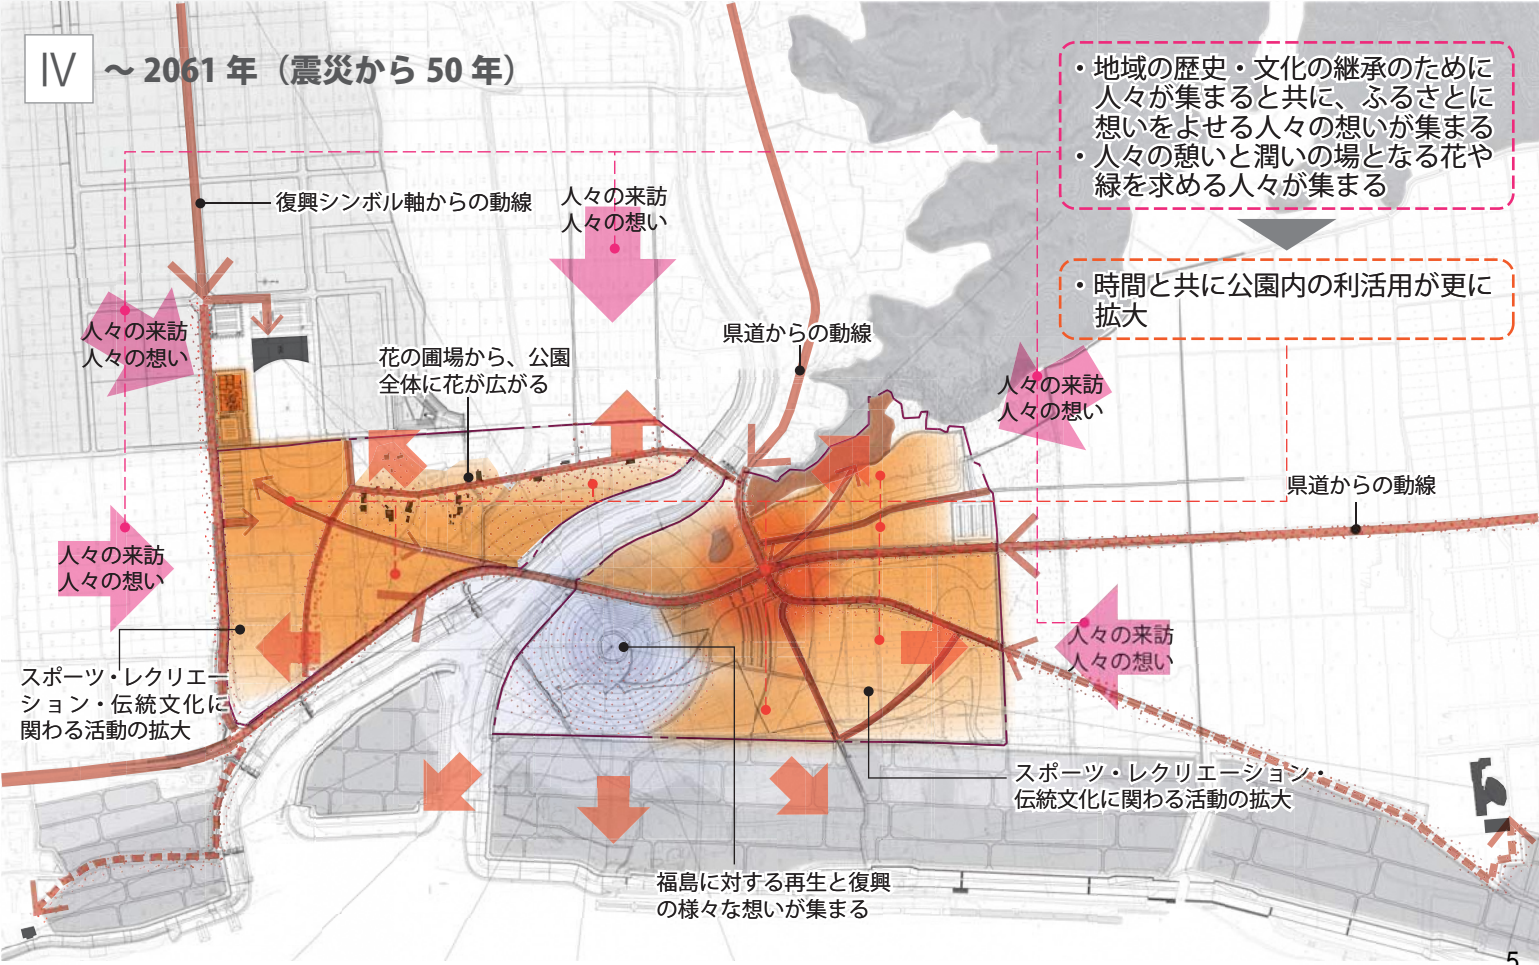 Ⅳ ～2061年（震災から50年）
・地域の歴史・文化の継承のために
人々が集まると共に、ふるさとに
想いをよせる人々の想いが集まる
・人々の憩いと潤いの場となる花や
緑を求める人々が集まる
・時間と共に公園内の利活用が更に
拡大
復興シンボル軸からの動線
人々の来訪
人々の想い
人々の来訪
人々の想い
花の圃場から、公園
全体に花が広がる
県道からの動線
人々の来訪
人々の想い
県道からの動線
人々の来訪
人々の想い
人々の来訪
人々の想い
スポーツ・レクリエー
ション・伝統文化に
関わる活動の拡大
スポーツ・レクリエーション・
伝統文化に関わる活動の拡大
福島に対する再生と復興
の様々な想いが集まる
5